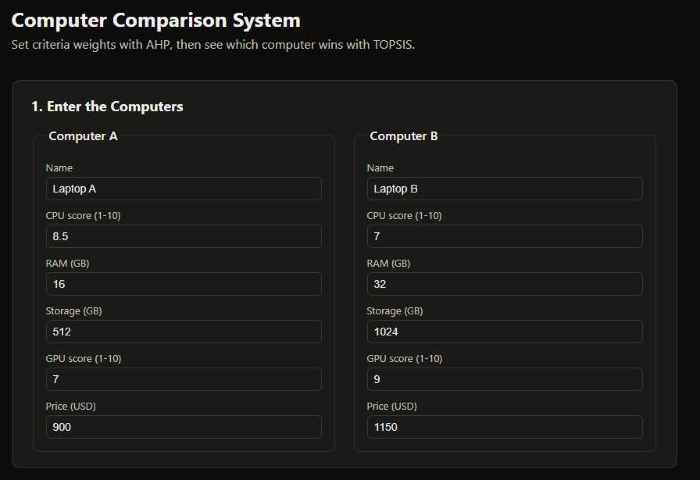 Computer Comparison System
Set criteria weights with AHP, then see which computer wins with TOPSIS.
1. Enter the Computers
Computer A
Name
Laptop A
CPU score (1-10)
8.5
RAM (GB)
16
Storage (GB)
512
GPU score (1-10)
7
Price (USD)
900
Computer B
Name
Laptop B
CPU score (1-10)
7
RAM (GB)
32
Storage (GB)
1024
GPU score (1-10)
9
Price (USD)
1150